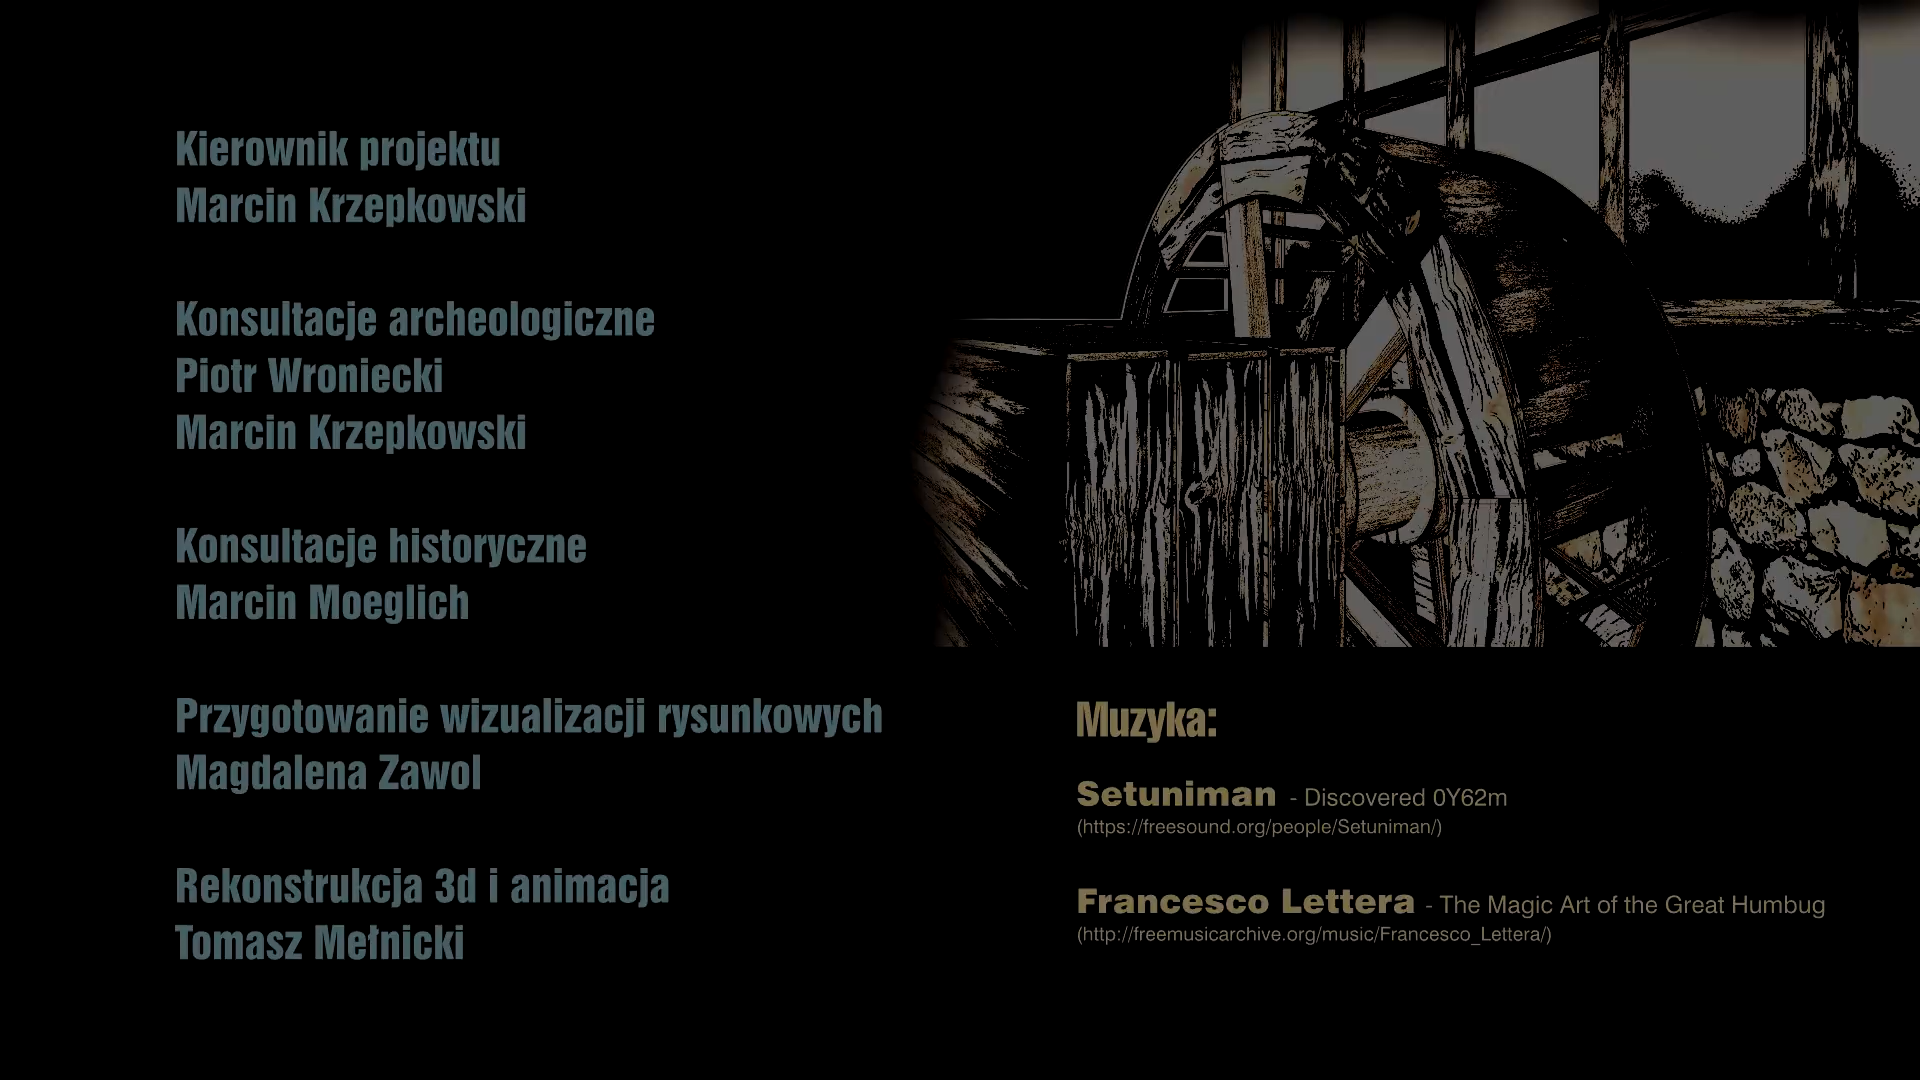 Kierownik projektu
Marcin Krzepkowski
Konsultacje archeologiczne
Piotr Wroniecki
Marcin Krzepkowski
Konsultacje historyczne
Marcin Moeglich
Przygotowanie wizualizacji rysunkowych
Magdalena Zawol
Rekonstrukcja 3d i animacja
Tomasz Mełnicki
Muzyka:
Setuniman - Discovered 0Y62m
(https://freesound.org/people/Setuniman/)
Francesco Lettera - The Magic Art of the Great Humbug
(http://freemusicarchive.org/music/Francesco_Lettera/)